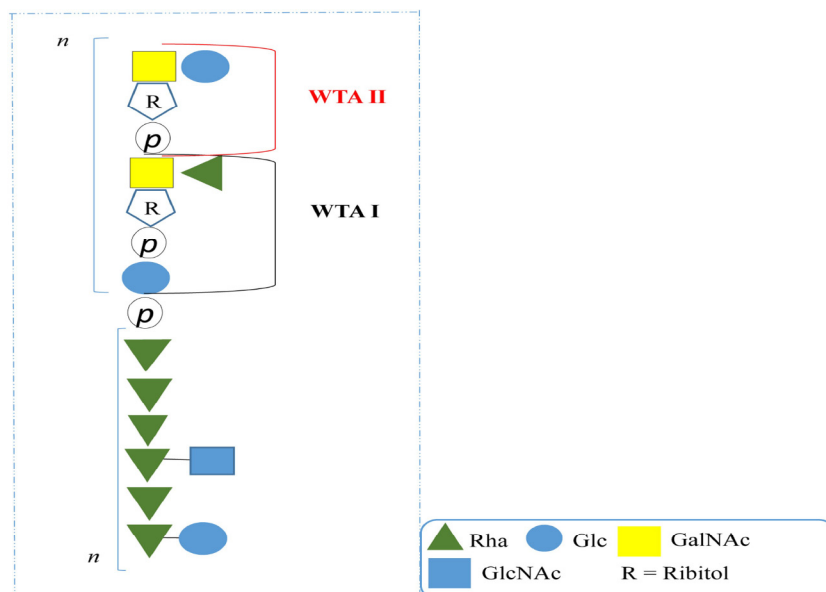 n
R
WTA II
p
R
WTA I
p
p
n
Rha
Glc
GalNAc
GlcNAc
R = Ribitol